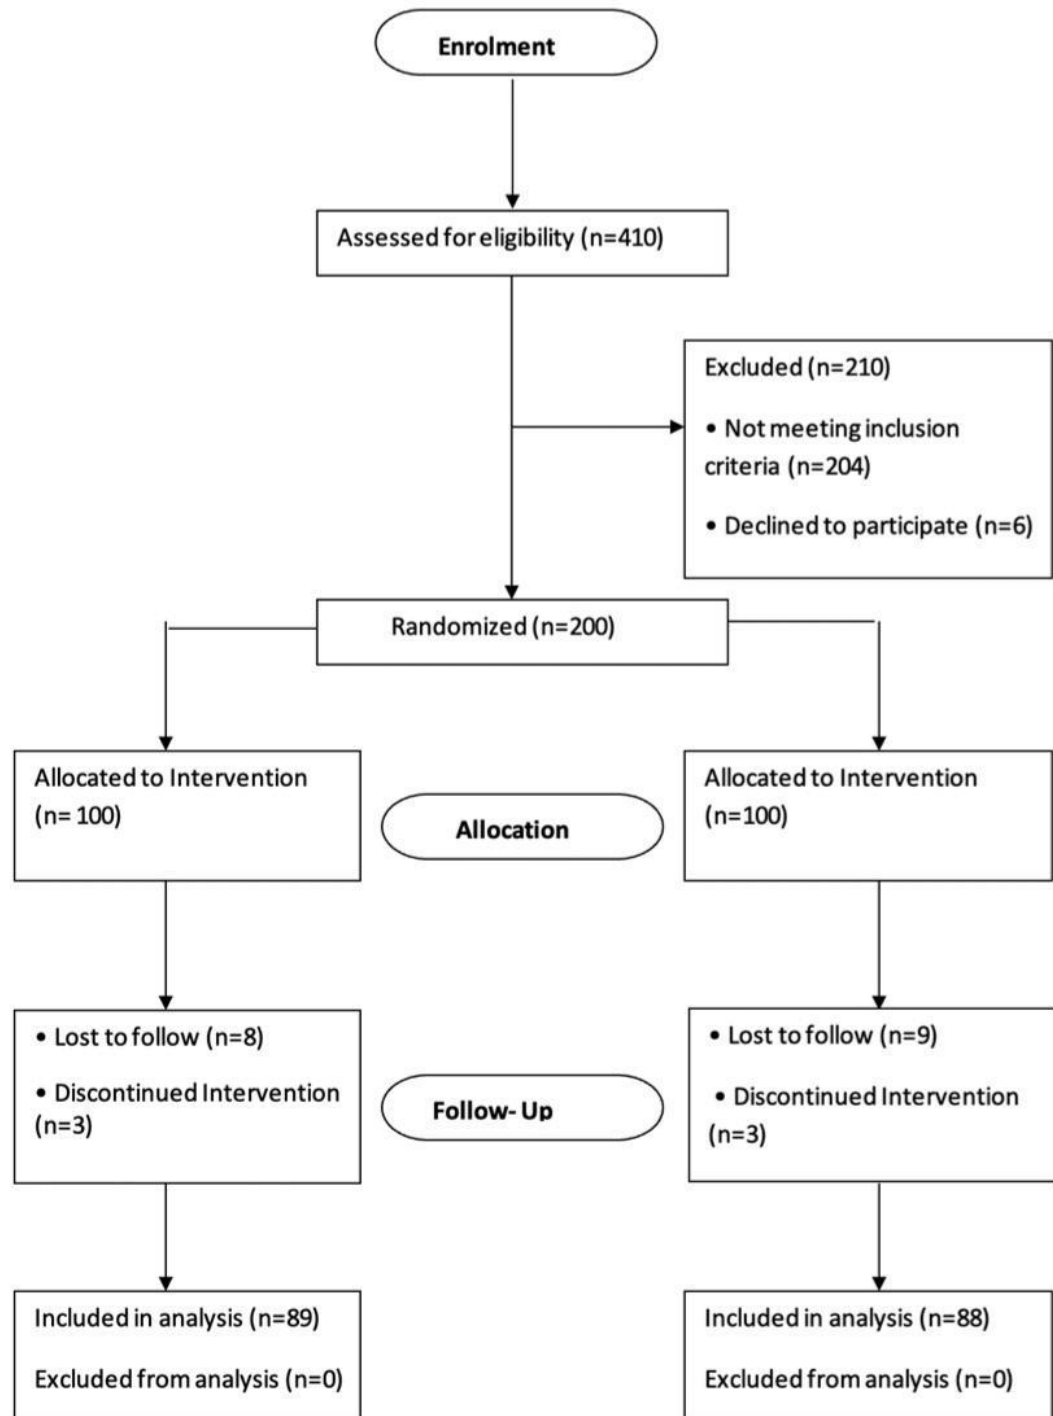 Enrolment
Assessed for eligibility (n=410)
Excluded (n=210)
• Not meeting inclusion
criteria (n=204)
• Declined to participate (n=6)
Randomized (n=200)
Allocated to Intervention
(n= 100)
Allocation
Allocated to Intervention
(n=100)
• Lost to follow (n=8)
• Discontinued Intervention
(n=3)
Follow- Up
• Lost to follow (n=9)
• Discontinued Intervention
(n=3)
Included in analysis (n=89)
Excluded from analysis (n=0)
Included in analysis (n=88)
Excluded from analysis (n=0)